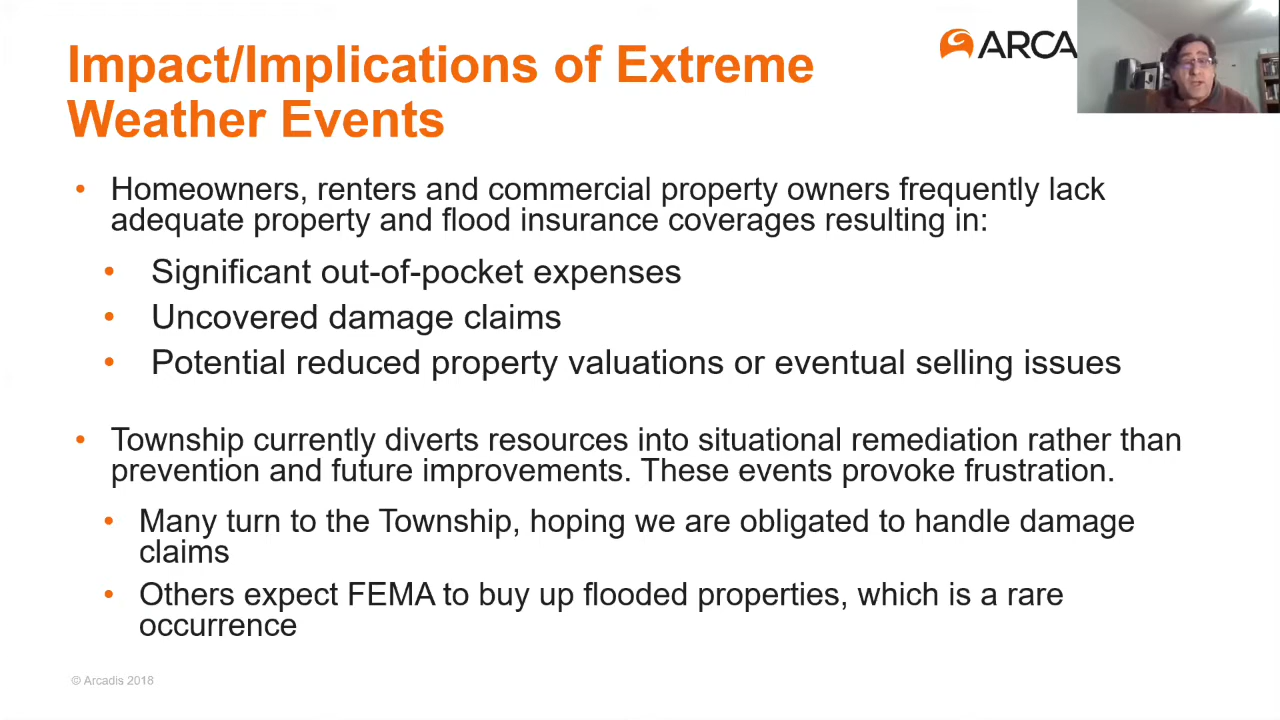 Impact/Implications of Extreme
Weather Events
ARCA
• Homeowners, renters and commercial property owners frequently lack
adequate property and flood insurance coverages resulting in:
• Significant out-of-pocket expenses
• Uncovered damage claims
• Potential reduced property valuations or eventual selling issues
• Township currently diverts resources into situational remediation rather than
prevention and future improvements. These events provoke frustration.
• Many turn to the Township, hoping we are obligated to handle damage
claims
• Others expect FEMA to buy up flooded properties, which is a rare
occurrence
© Arcadis 2018